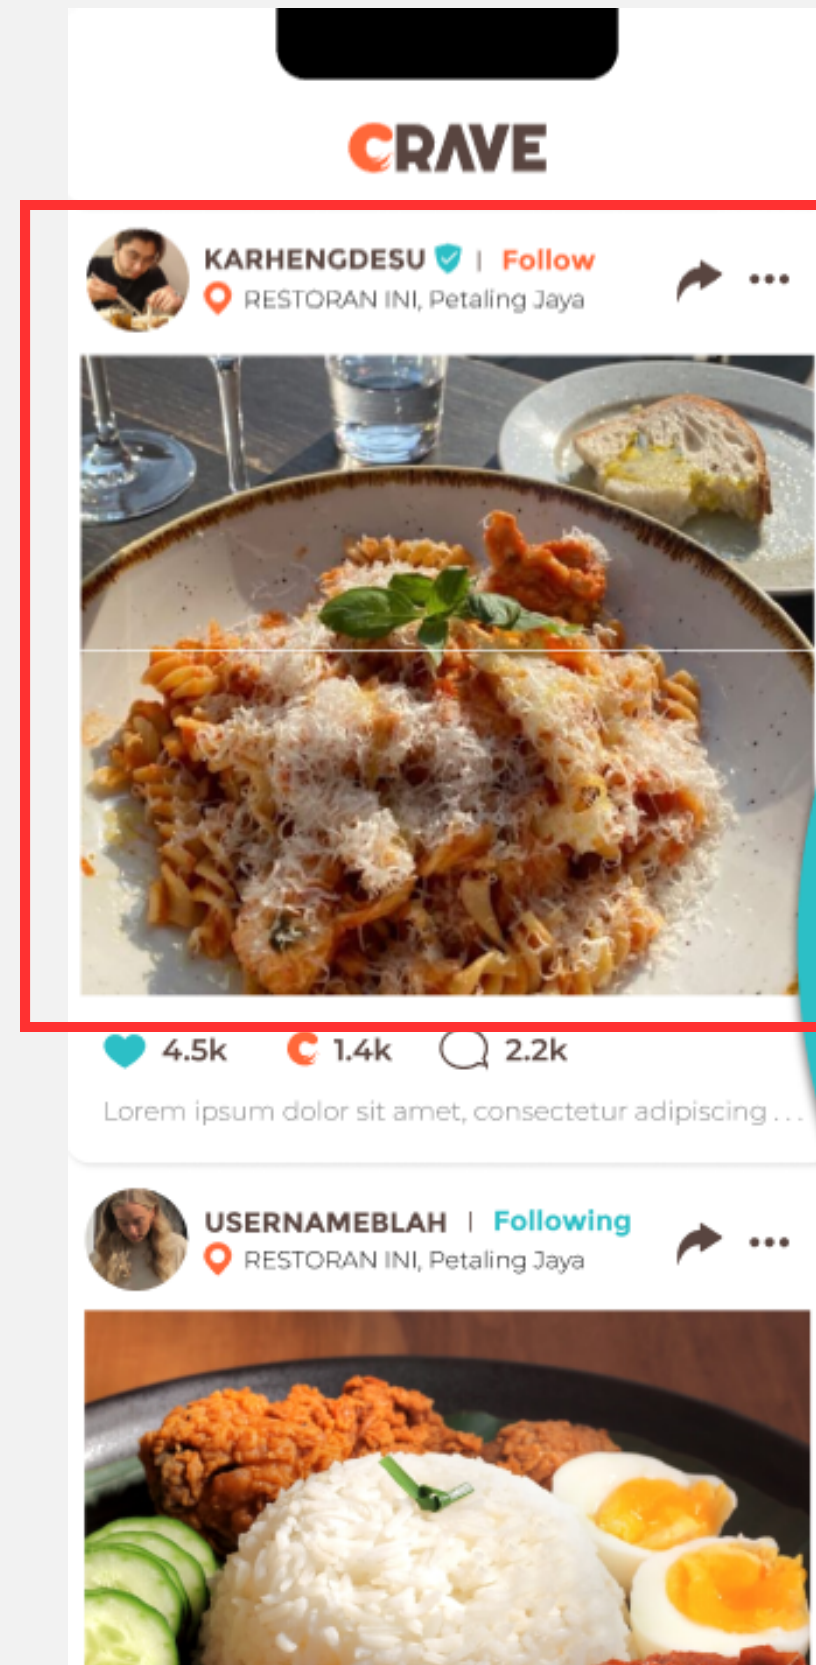 CRAVE
KARHENGDESU | Follow
RESTORAN INI, Petaling Jaya
4.5k 1.4k 2.2k
Lorem ipsum dolor sit amet, consectetur adipiscing ...
USERNAMEBLAH | Following
RESTORAN INI, Petaling Jaya